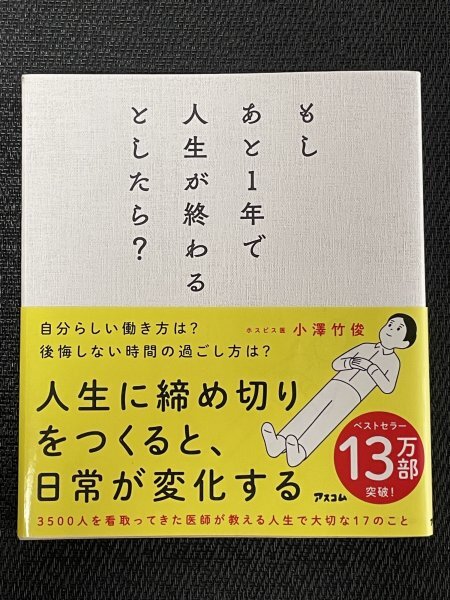 もし
あと1年で
人生が終わる
としたら?
自分らしい働き方は?
後悔しない時間の過ごし方は?
ホスピス医 小澤竹俊
人生に締め切り
をつくると、
日常が変化する
アスコム
ベストセラー
13万部
突破!
3500人を看取ってきた医師が教える人生で大切な17のこと